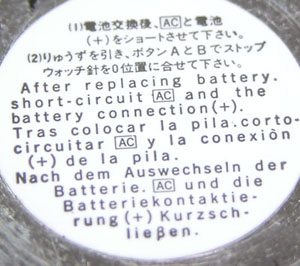 (1)電池交換後、ACと電池
(+)をショートさせて下さい。
(2)りゅうずを引き、ボタンAとBでストップ
ウォッチ針を0位置に合せて下さい。
After replacing battery.
short-circuit AC and the
battery connection(+).
Tras colocar la pila.corto-
circuitar AC y la conexiòn
(+) de la pila.
Nach dem Auswechseln der
Batterie. AC und die
Batteriekontaktie-
rung(+)Kurzsch-
ließen.